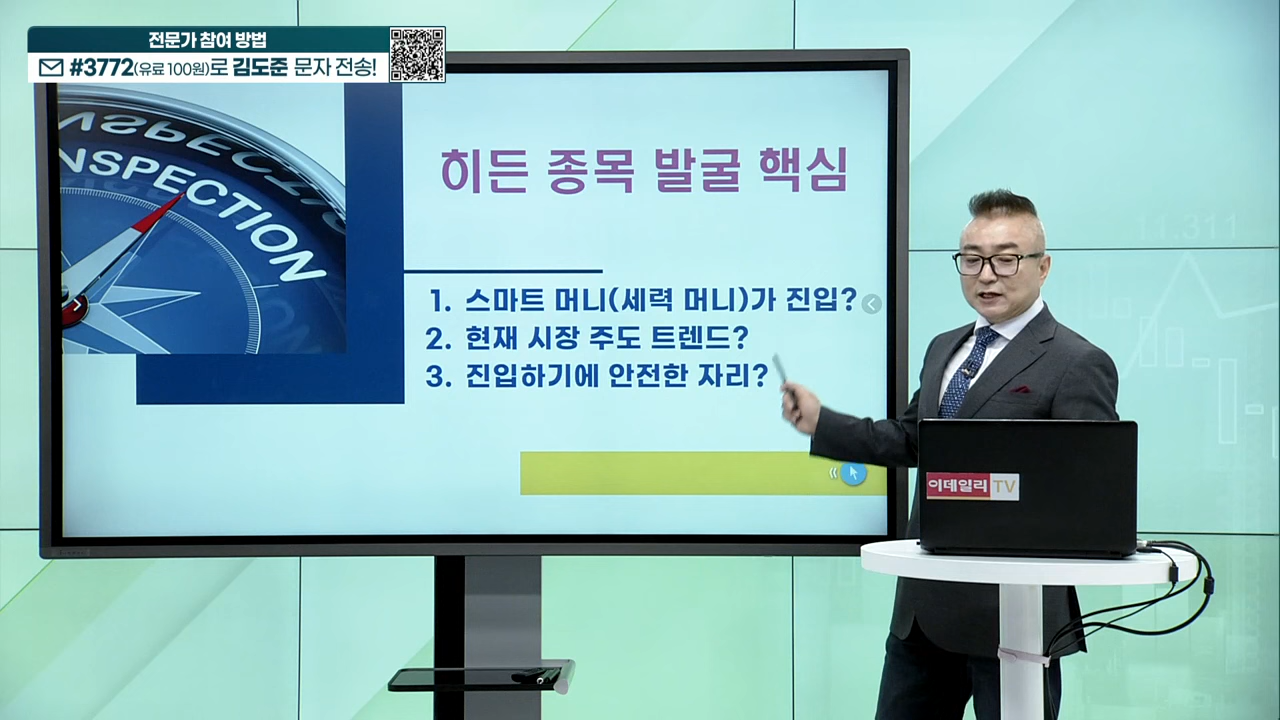 전문가 참여 방법
#3772(유료 100원)로 김도준 문자 전송!
INSPECTION
히든 종목 발굴 핵심
1. 스마트 머니(세력 머니)가 진입?
2. 현재 시장 주도 트렌드?
3. 진입하기에 안전한 자리?
11.311
이데일리TV